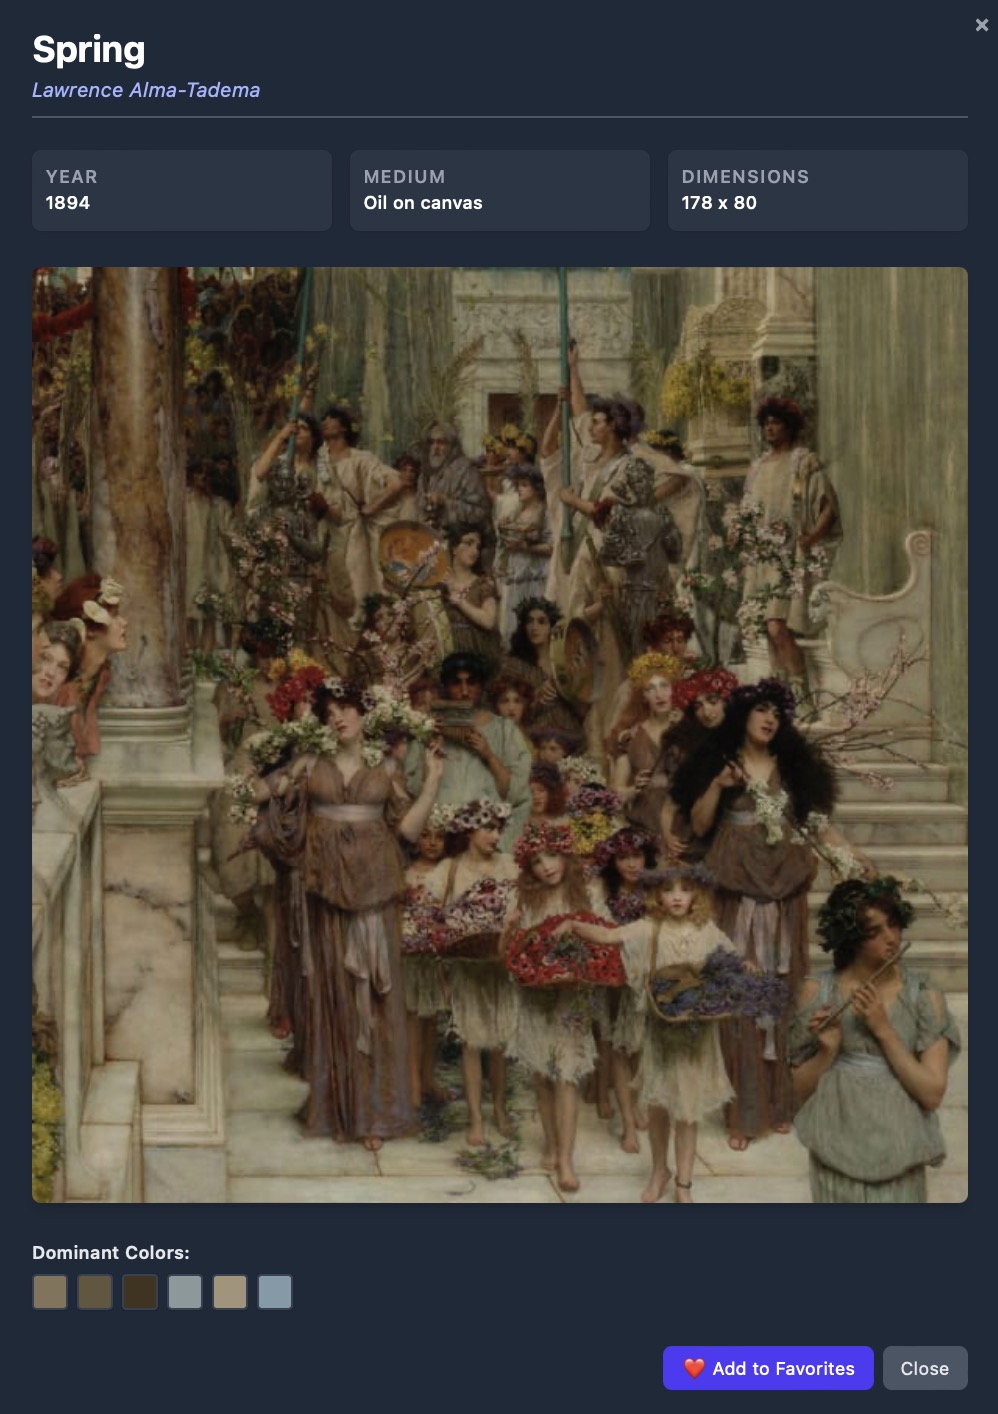 ×
Spring
Lawrence Alma-Tadema
YEAR
1894
MEDIUM
Oil on canvas
DIMENSIONS
178 x 80
Dominant Colors:
❤️ Add to Favorites
Close